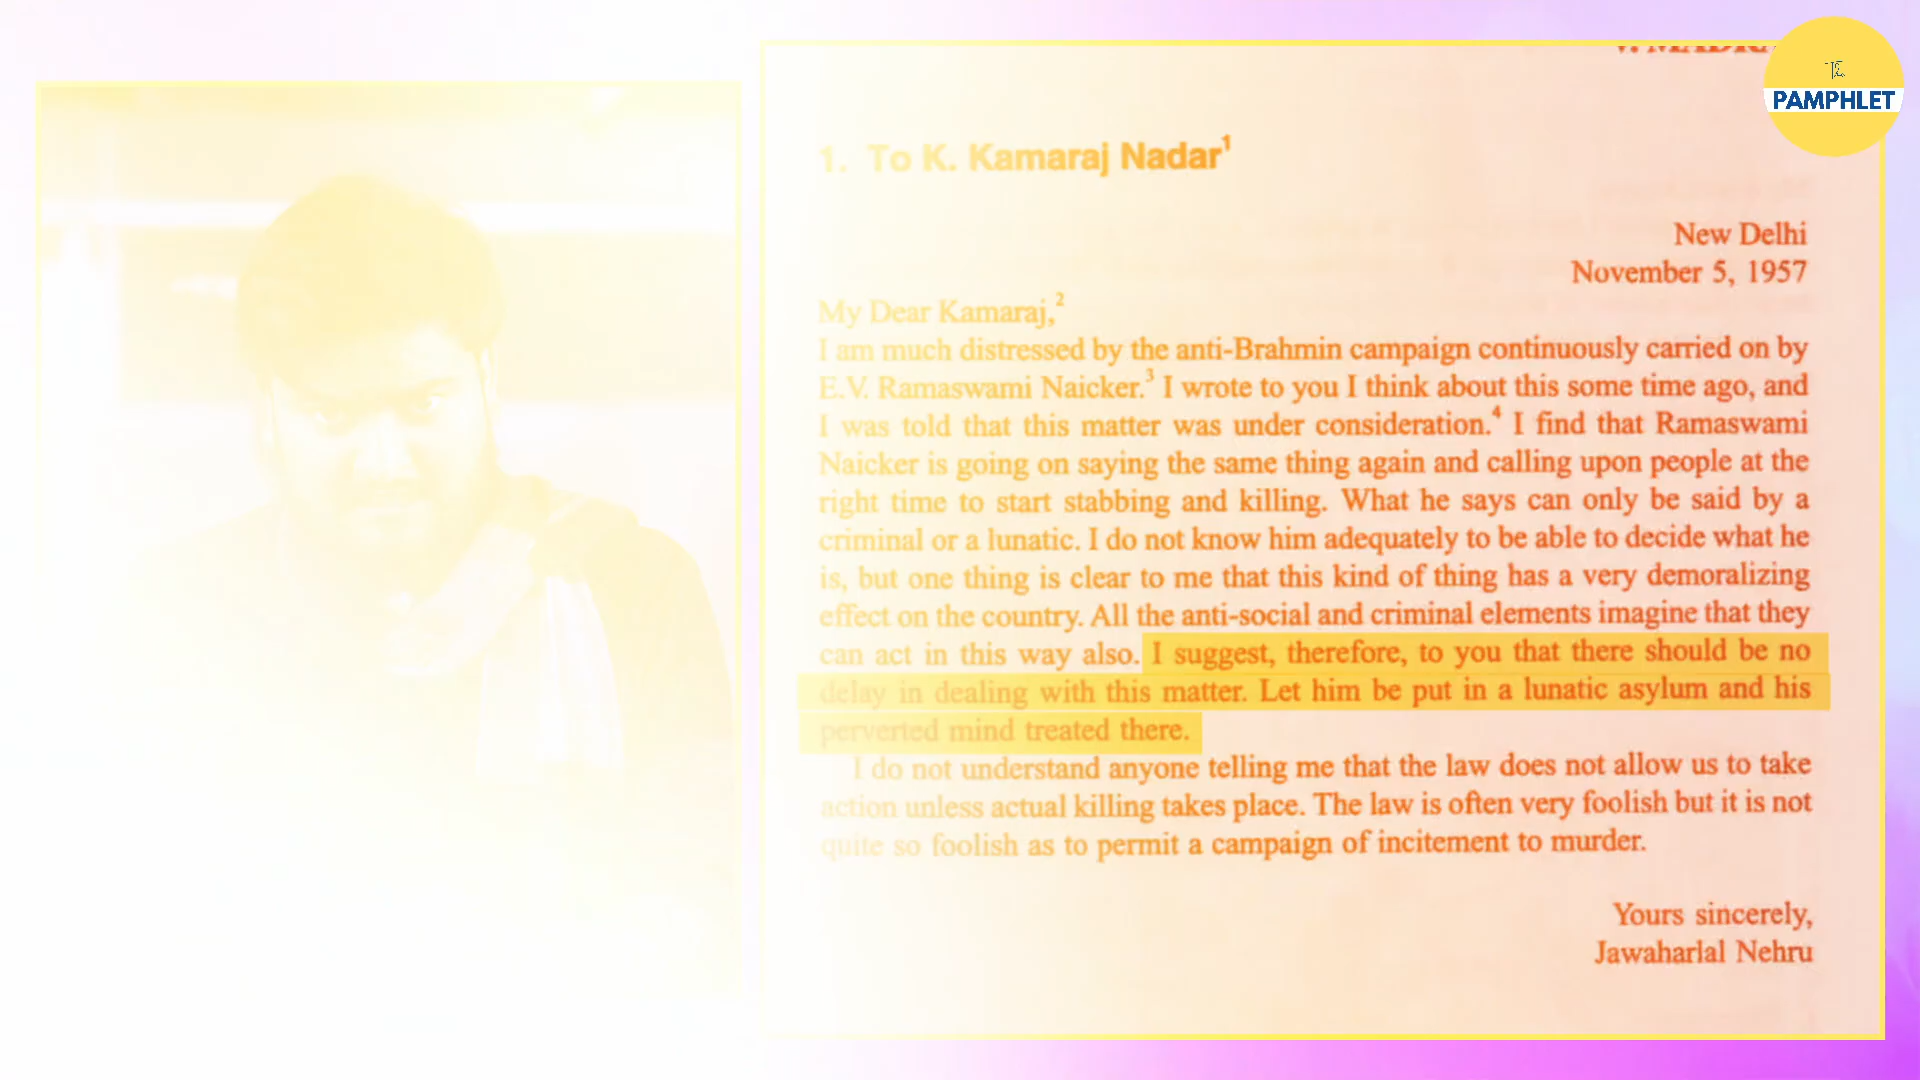 PAMPHLET
1. To K. Kamaraj Nadar¹
New Delhi
November 5, 1957
My Dear Kamaraj,²
I am much distressed by the anti-Brahmin campaign continuously carried on by
E.V. Ramaswami Naicker.³ I wrote to you I think about this some time ago, and
I was told that this matter was under consideration.⁴ I find that Ramaswami
Naicker is going on saying the same thing again and calling upon people at the
right time to start stabbing and killing. What he says can only be said by a
criminal or a lunatic. I do not know him adequately to be able to decide what he
is, but one thing is clear to me that this kind of thing has a very demoralizing
effect on the country. All the anti-social and criminal elements imagine that they
can act in this way also. I suggest, therefore, to you that there should be no
delay in dealing with this matter. Let him be put in a lunatic asylum and his
perverted mind treated there.
I do not understand anyone telling me that the law does not allow us to take
action unless actual killing takes place. The law is often very foolish but it is not
quite so foolish as to permit a campaign of incitement to murder.
Yours sincerely,
Jawaharlal Nehru